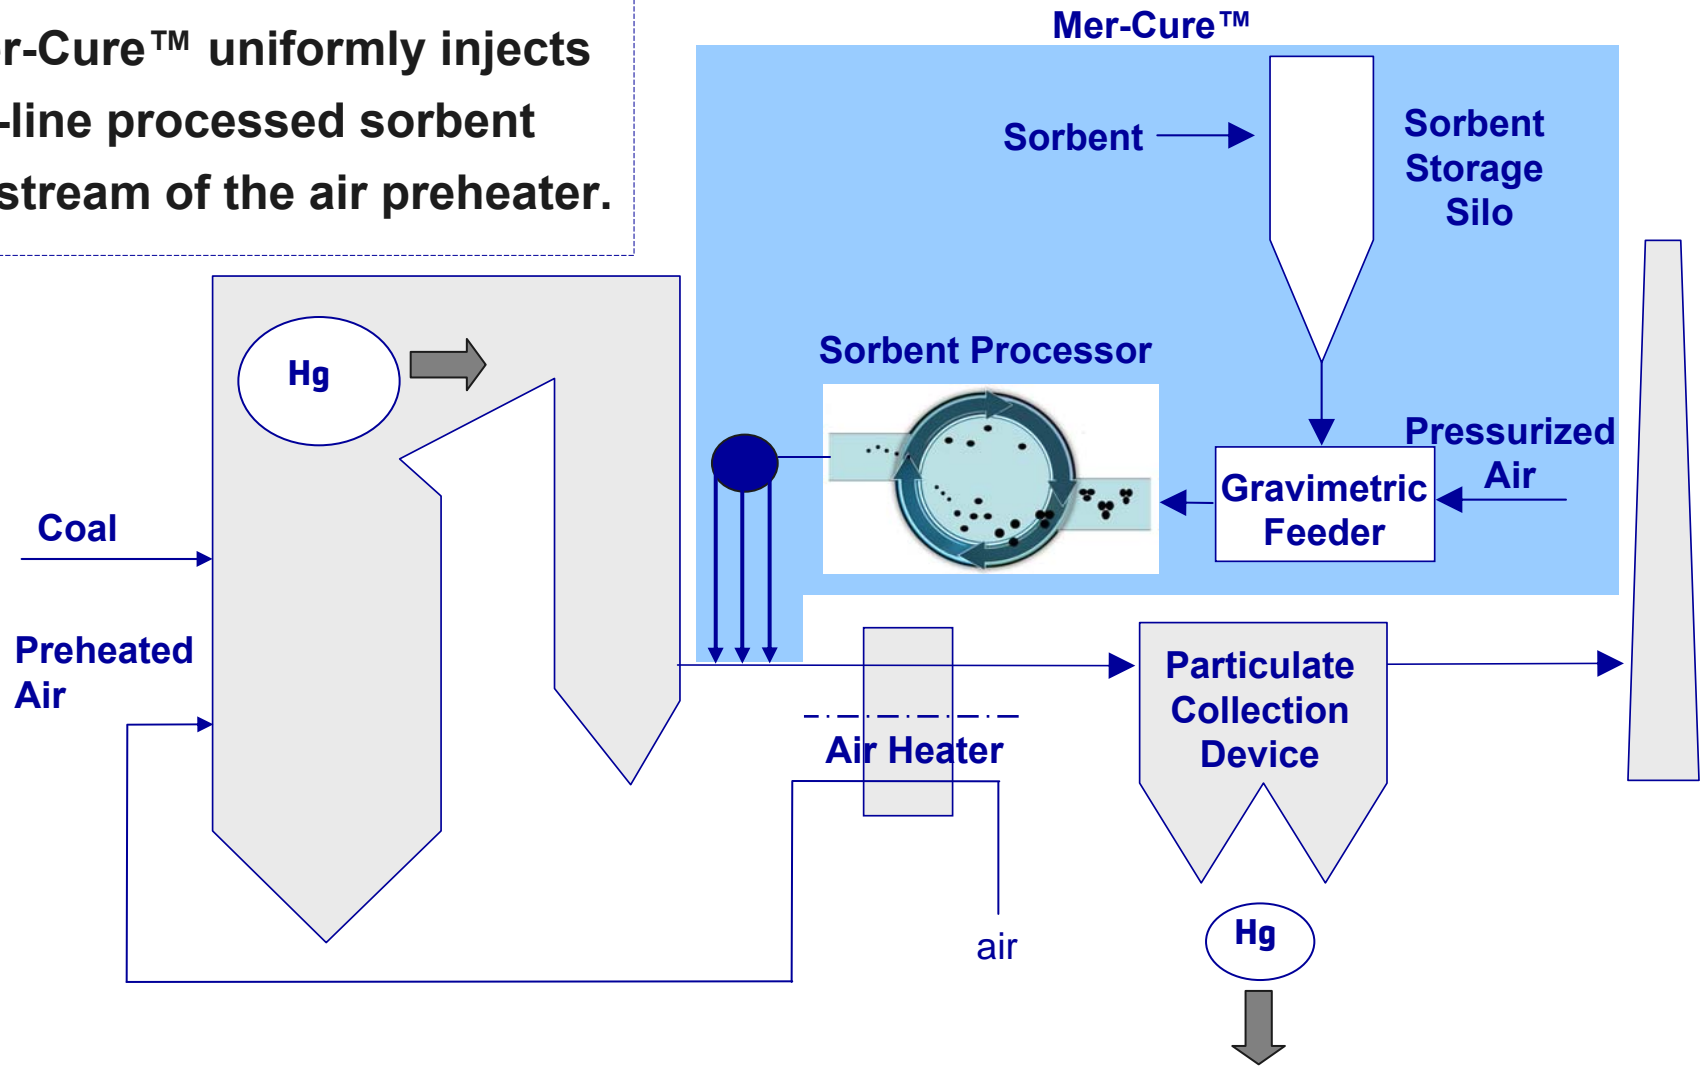 r-Cure™ uniformly injects
-line processed sorbent
stream of the air preheater.
Mer-Cure™
Sorbent
Sorbent
Storage
Silo
Sorbent Processor
Hg
Pressurized
Air
Gravimetric
Feeder
Coal
Preheated
Air
Particulate
Collection
Device
Air Heater
air
Hg